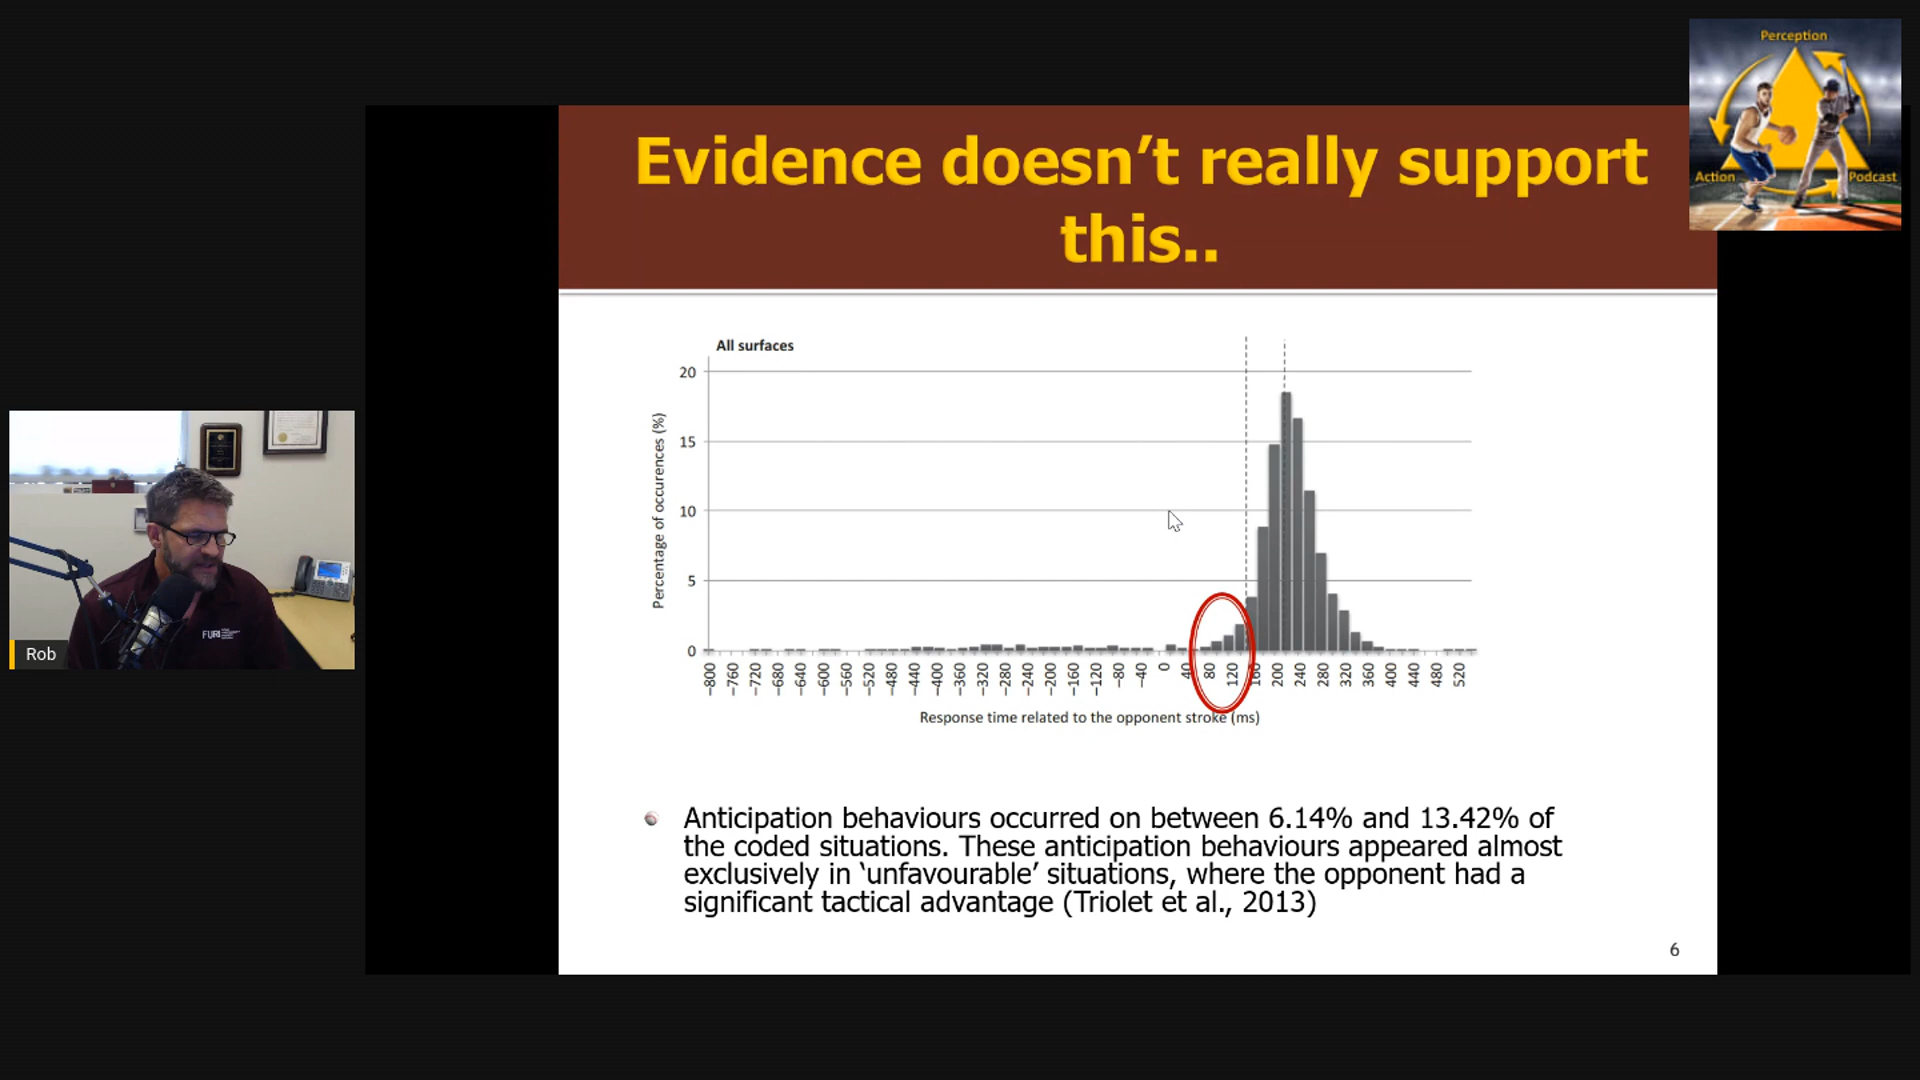 Perception
Action
Podcast
Evidence doesn’t really support
this..
All surfaces
Percentage of occurences (%)
20
15
10
5
0
−800
−760
−720
−680
−640
−600
−560
−520
−480
−440
−400
−360
−320
−280
−240
−200
−160
−120
−80
−40
0
40
80
120
160
200
240
280
320
360
400
440
480
520
Response time related to the opponent stroke (ms)
Anticipation behaviours occurred on between 6.14% and 13.42% of
the coded situations. These anticipation behaviours appeared almost
exclusively in ‘unfavourable’ situations, where the opponent had a
significant tactical advantage (Triolet et al., 2013)
6
FURI
Rob